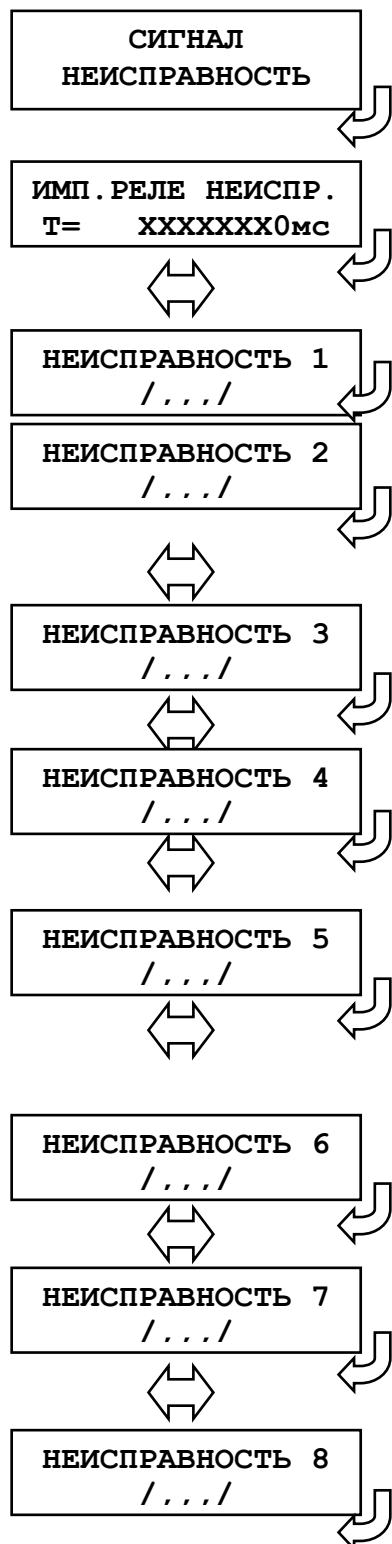 СИГНАЛ
НЕИСПРАВНОСТЬ
ИМП.РЕЛЕ НЕИСПР.
Т= ХХХХХХХ0мс
НЕИСПРАВНОСТЬ 1
/,,,/
НЕИСПРАВНОСТЬ 2
/,,,/
НЕИСПРАВНОСТЬ 3
/,,,/
НЕИСПРАВНОСТЬ 4
/,,,/
НЕИСПРАВНОСТЬ 5
/,,,/
НЕИСПРАВНОСТЬ 6
/,,,/
НЕИСПРАВНОСТЬ 7
/,,,/
НЕИСПРАВНОСТЬ 8
/,,,/